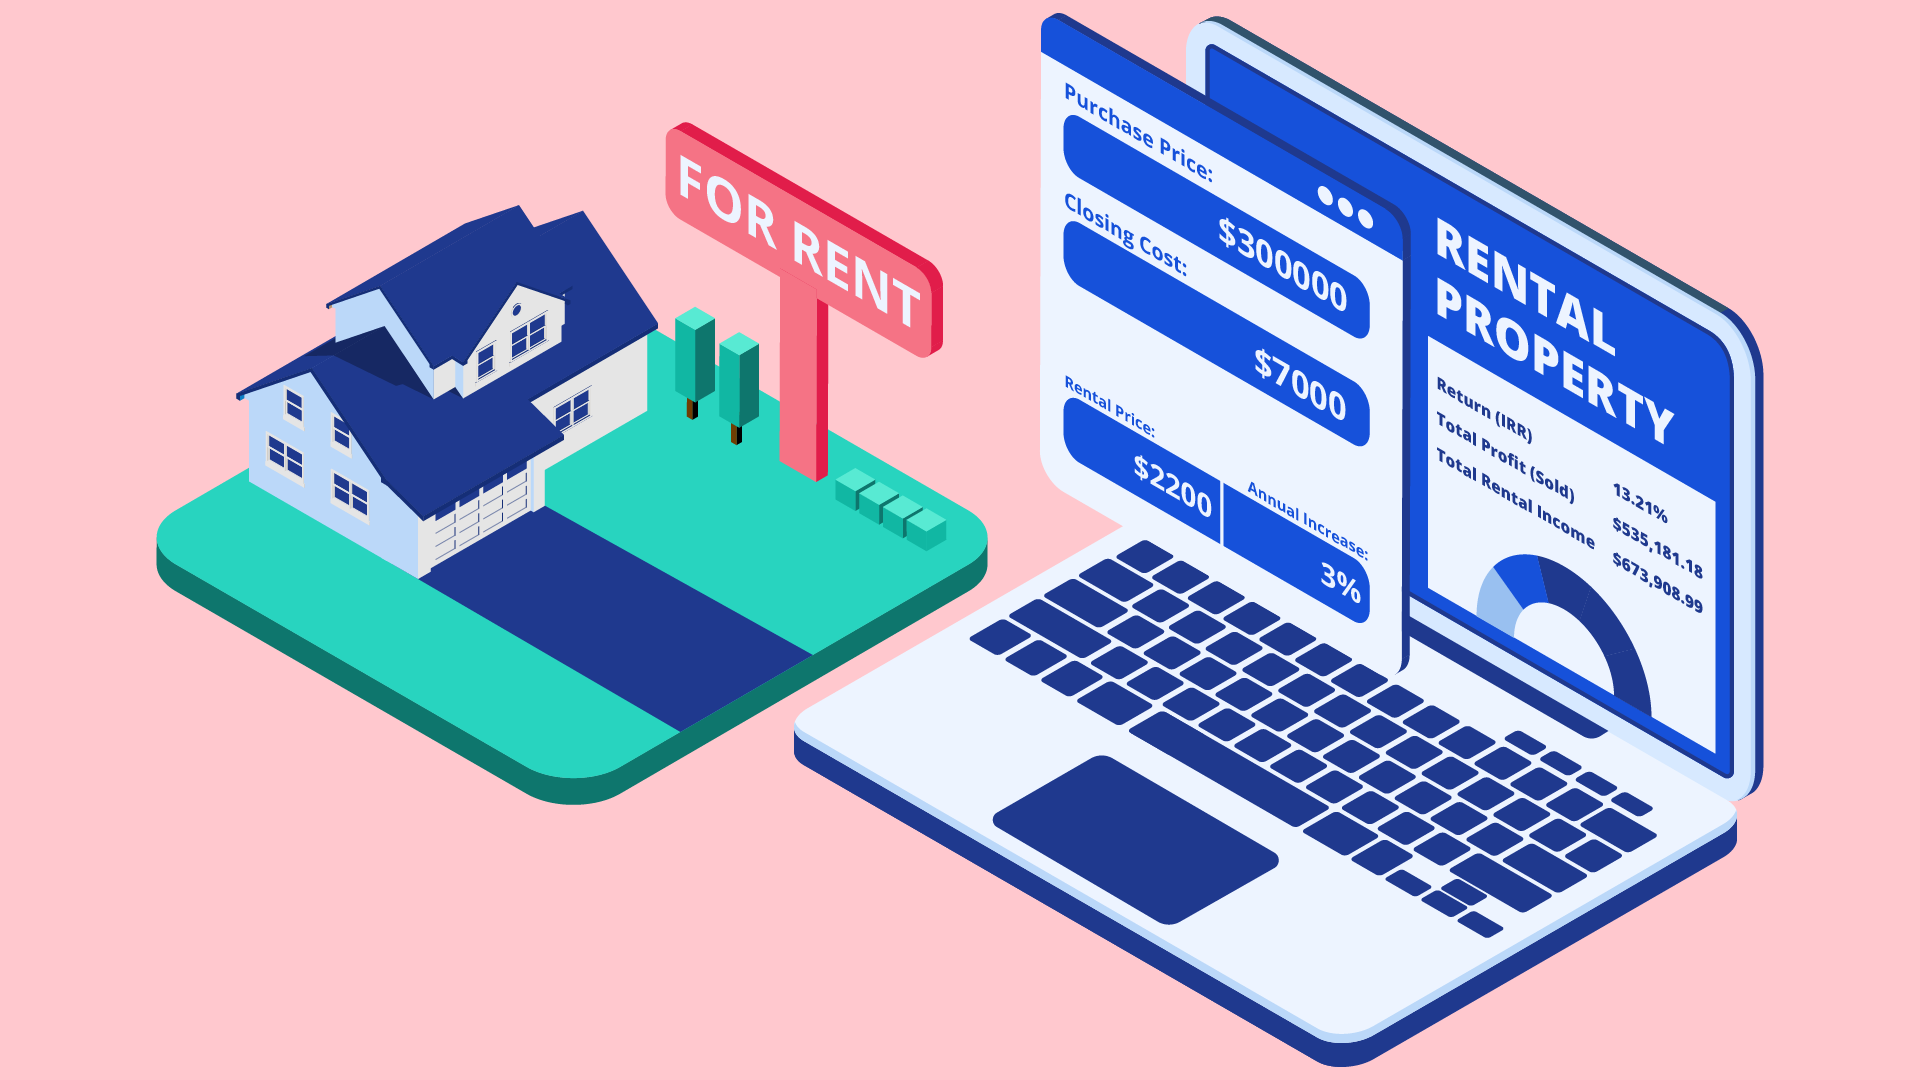 FOR RENT
Purchase Price:
$300000
Closing Cost:
$7000
Rental Price:
$2200
Annual Increase:
3%
RENTAL
PROPERTY
Return (IRR) 13.21%
Total Profit (Sold) $535,181.18
Total Rental Income $673,908.99